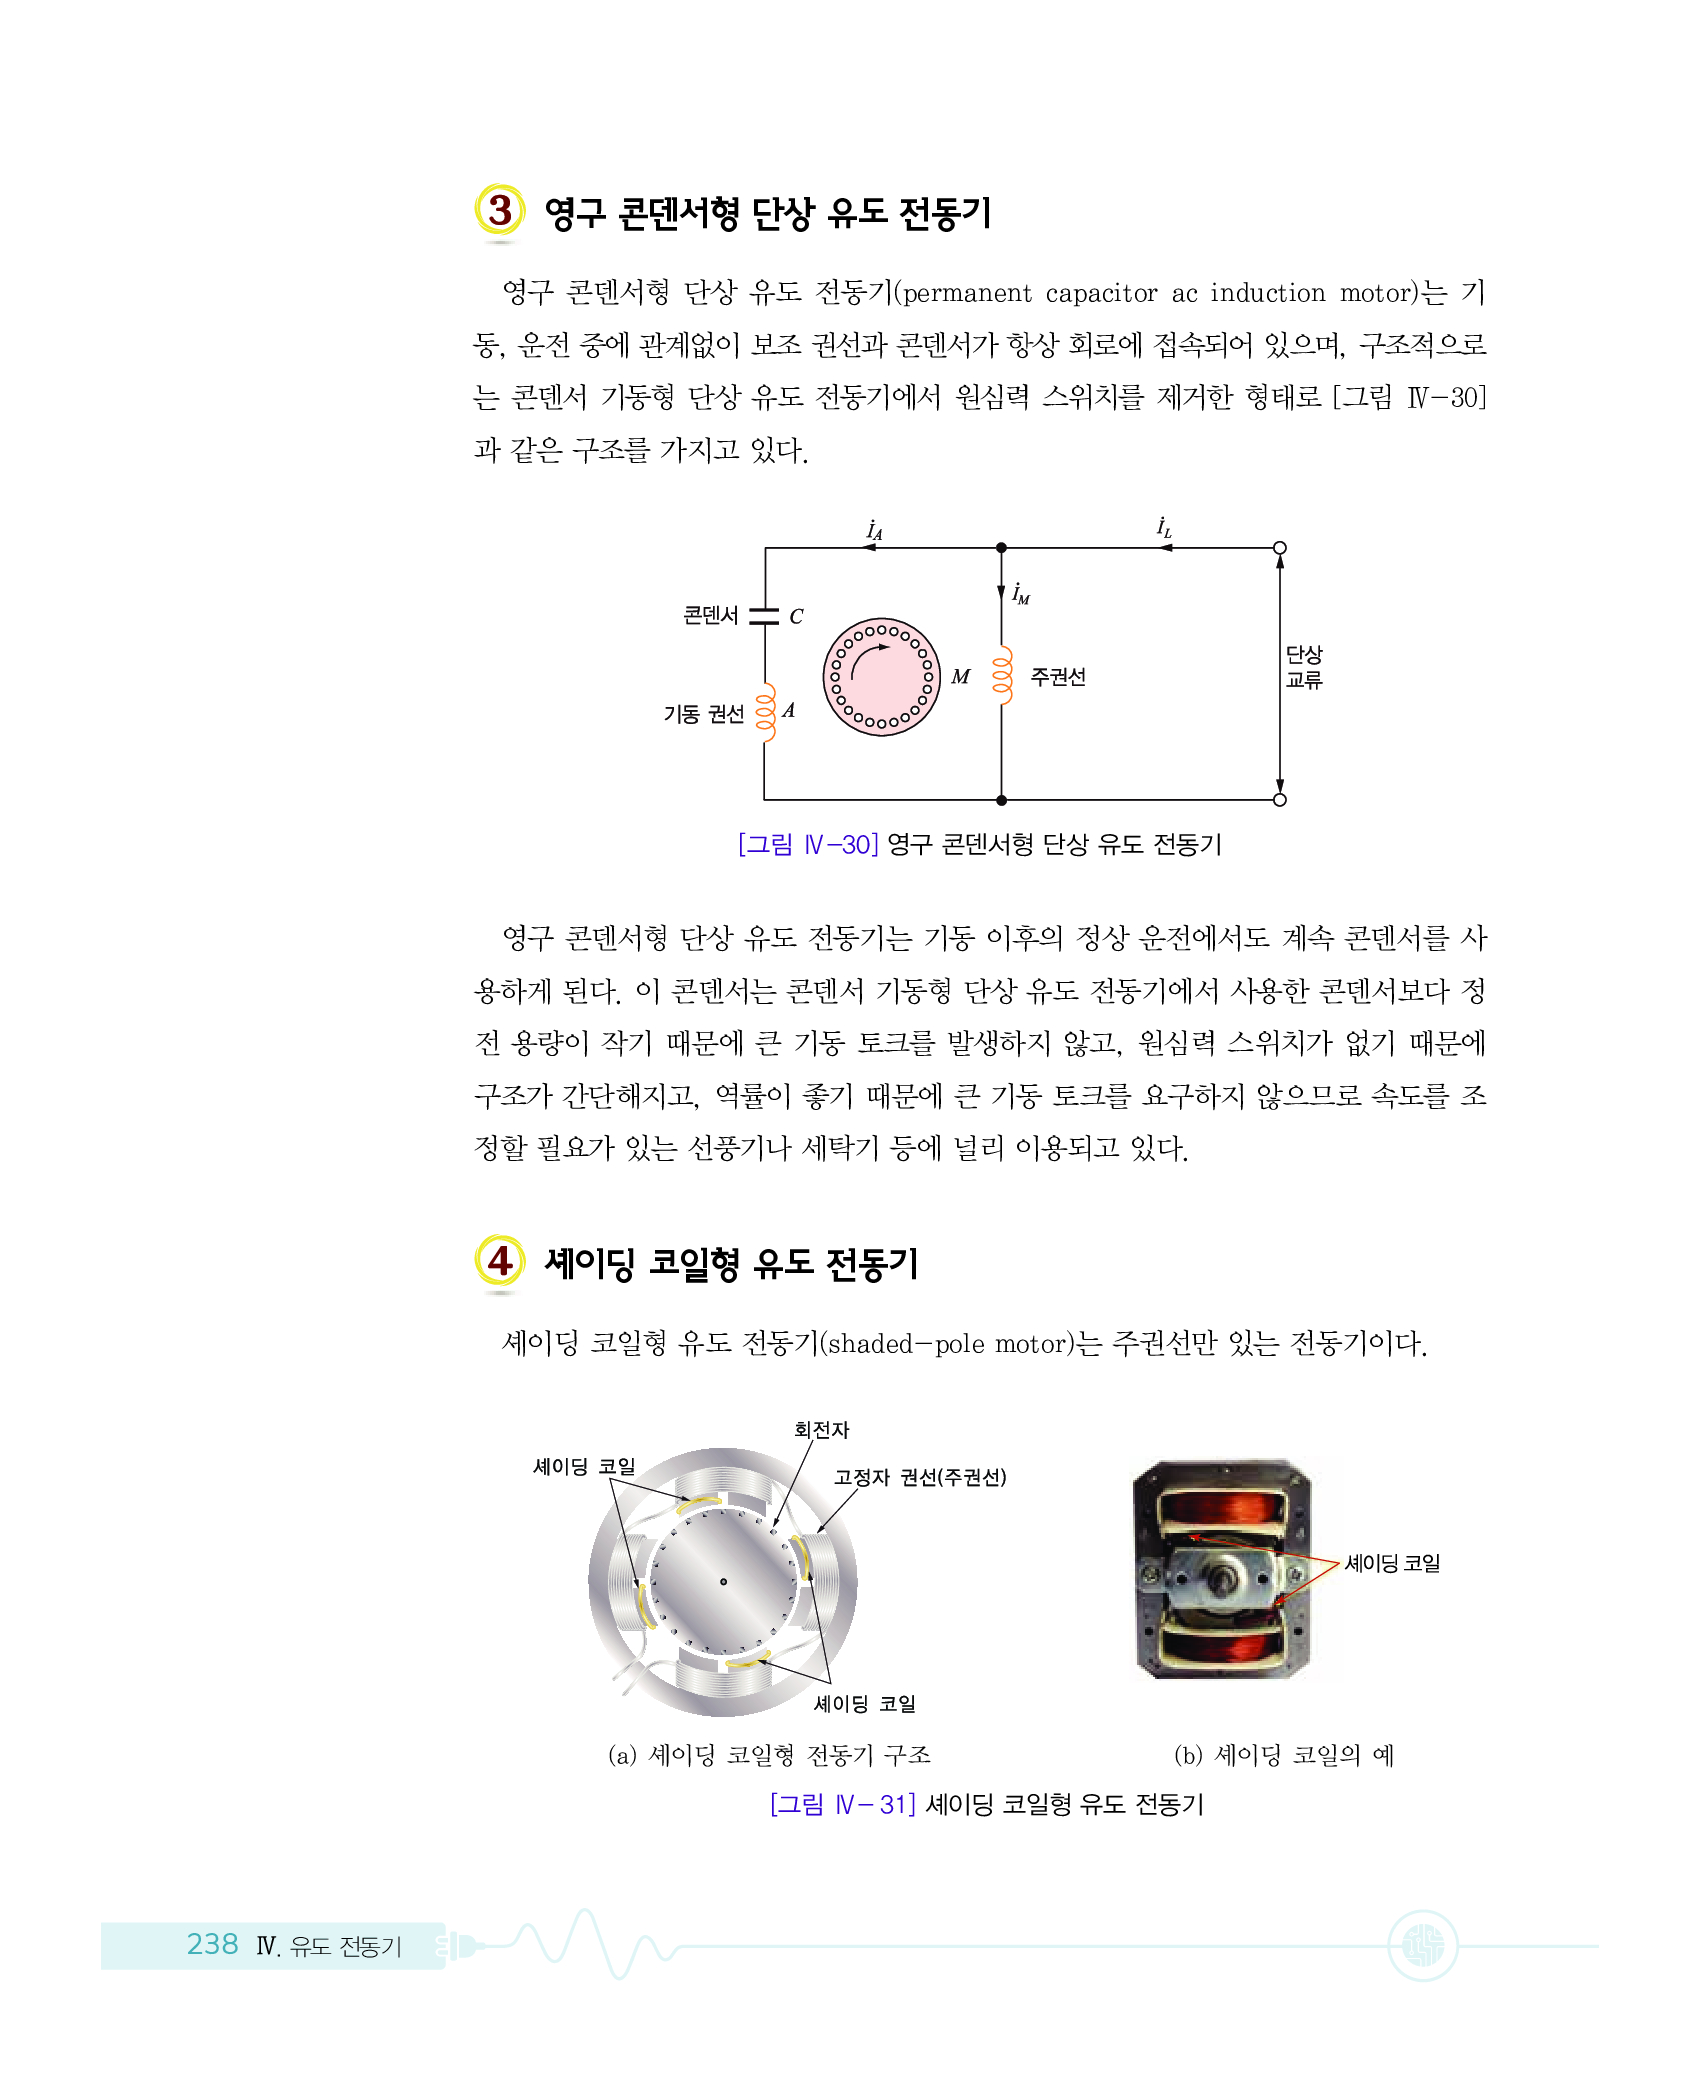 3 영구 콘덴서형 단상 유도 전동기
영구 콘덴서형 단상 유도 전동기(permanent capacitor ac induction motor)는 기
동, 운전 중에 관계없이 보조 권선과 콘덴서가 항상 회로에 접속되어 있으며, 구조적으로
는 콘덴서 기동형 단상 유도 전동기에서 원심력 스위치를 제거한 형태로 [그림 Ⅳ-30]
과 같은 구조를 가지고 있다.
İA
İL
İM
콘덴서
C
단상
교류
M
주권선
기동 권선
A
[그림 Ⅳ-30] 영구 콘덴서형 단상 유도 전동기
영구 콘덴서형 단상 유도 전동기는 기동 이후의 정상 운전에서도 계속 콘덴서를 사
용하게 된다. 이 콘덴서는 콘덴서 기동형 단상 유도 전동기에서 사용한 콘덴서보다 정
전 용량이 작기 때문에 큰 기동 토크를 발생하지 않고, 원심력 스위치가 없기 때문에
구조가 간단해지고, 역률이 좋기 때문에 큰 기동 토크를 요구하지 않으므로 속도를 조
정할 필요가 있는 선풍기나 세탁기 등에 널리 이용되고 있다.
4 셰이딩 코일형 유도 전동기
셰이딩 코일형 유도 전동기(shaded-pole motor)는 주권선만 있는 전동기이다.
회전자
셰이딩 코일
고정자 권선(주권선)
셰이딩 코일
셰이딩 코일
(a) 셰이딩 코일형 전동기 구조
(b) 셰이딩 코일의 예
[그림 Ⅳ-31] 셰이딩 코일형 유도 전동기
238 Ⅳ. 유도 전동기